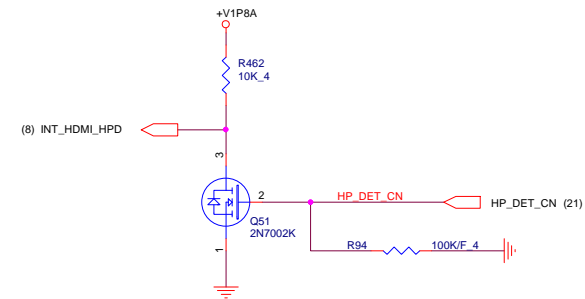 +V1P8A
R462
10K_4
(8) INT_HDMI_HPD
3
2
HP_DET_CN
HP_DET_CN (21)
Q51
2N7002K
1
R94
100K/F_4